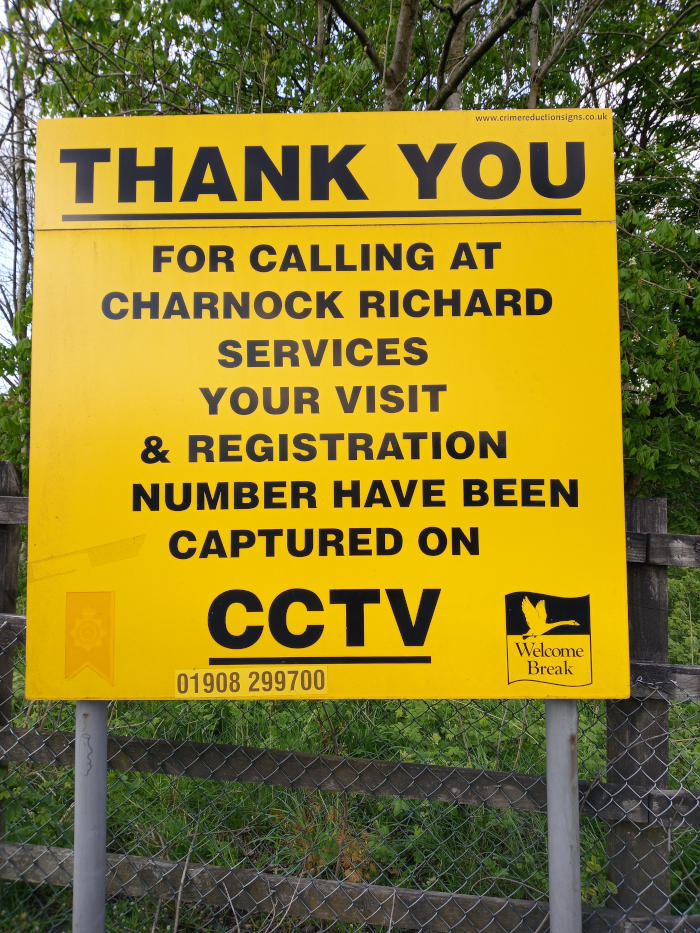 www.crimereductionsigns.co.uk
THANK YOU
FOR CALLING AT
CHARNOCK RICHARD
SERVICES
YOUR VISIT
& REGISTRATION
NUMBER HAVE BEEN
CAPTURED ON
CCTV
Welcome
Break
01908 299700